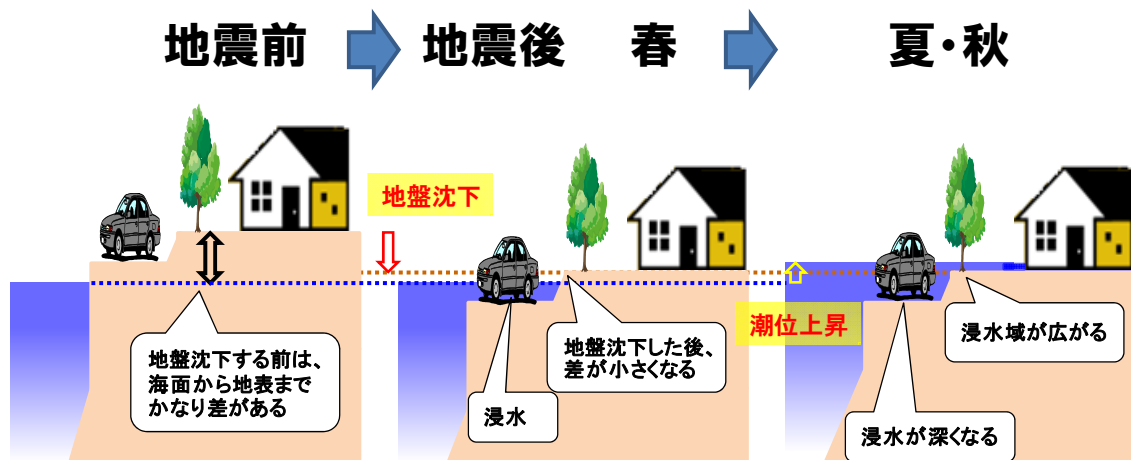 地震前
地震後 春
夏・秋
地盤沈下
潮位上昇
地盤沈下する前は、
海面から地表まで
かなり差がある
浸水
地盤沈下した後、
差が小さくなる
浸水域が広がる
浸水が深くなる